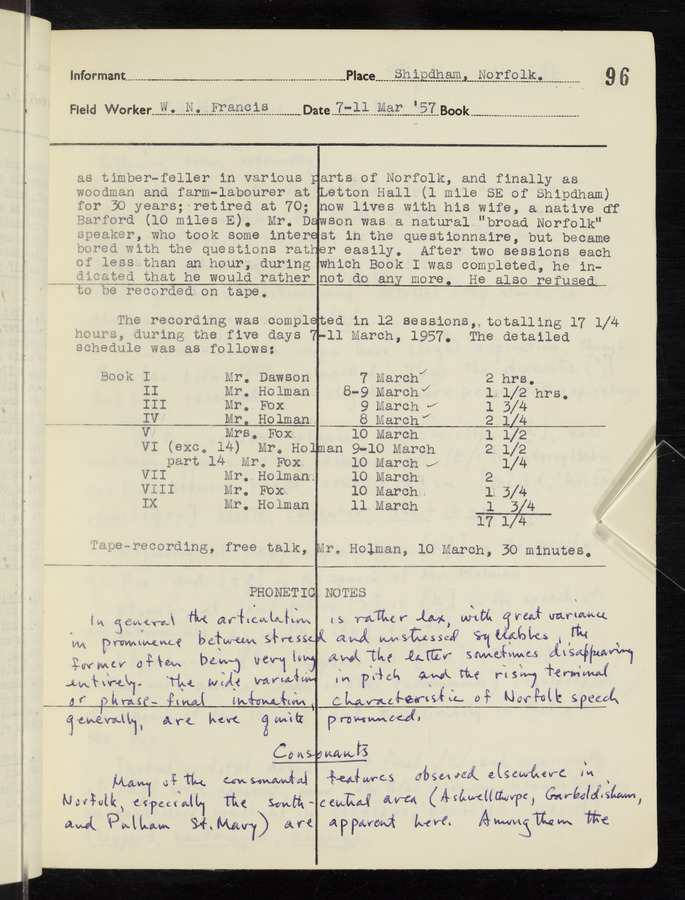 Informant Place Shipdham, Norfolk. 96
Field Worker W. N. Francis Date 7-11 Mar '57 Book
as timber-feller in various parts of Norfolk, and finally as
woodman and farm-labourer at Letton Hall (1 mile SE of Shipdham)
for 30 years; retired at 70; now lives with his wife, a native of
Barford (10 miles E). Mr. Dawson was a natural "broad Norfolk"
speaker, who took some interest in the questionnaire, but became
bored with the questions rather easily. After two sessions each
of less than an hour, during which Book I was completed, he in-
dicated that he would rather not do any more. He also refused
to be recorded on tape.
The recording was completed in 12 sessions, totalling 17 1/4
hours, during the five days 7-11 March, 1957. The detailed
schedule was as follows:
Book I Mr. Dawson 7 March✓ 2 hrs.
II Mr. Holman 8-9 March✓ 1 1/2 hrs.
III Mr. Fox 9 March ✓ 1 3/4
IV Mr. Holman 8 March✓ 2 1/4
V Mrs. Fox 10 March 1 1/2
VI (exc. 14) Mr. Holman 9-10 March 2 1/2
part 14 Mr. Fox 10 March ✓ 1/4
VII Mr. Holman 10 March 2
VIII Mr. Fox 10 March 1 3/4
IX Mr. Holman 11 March 1 3/4
17 1/4
Tape-recording, free talk, Mr. Holman, 10 March, 30 minutes.
PHONETIC NOTES
In general the articulation is rather lax, with great variance
in prominence between stressed and unstressed syllables, the
former often being very long and the latter sometimes disappearing
entirely. The wide variation in pitch and the rising terminal
or phrase-final intonation, characteristic of Norfolk speech
generally, are here quite pronounced.
Consonants
Many of the consonantal features observed elsewhere in
Norfolk, especially the south-central area (Ashwellthorpe, Garboldisham,
and Pulham St. Mary) are apparent here. Among them the